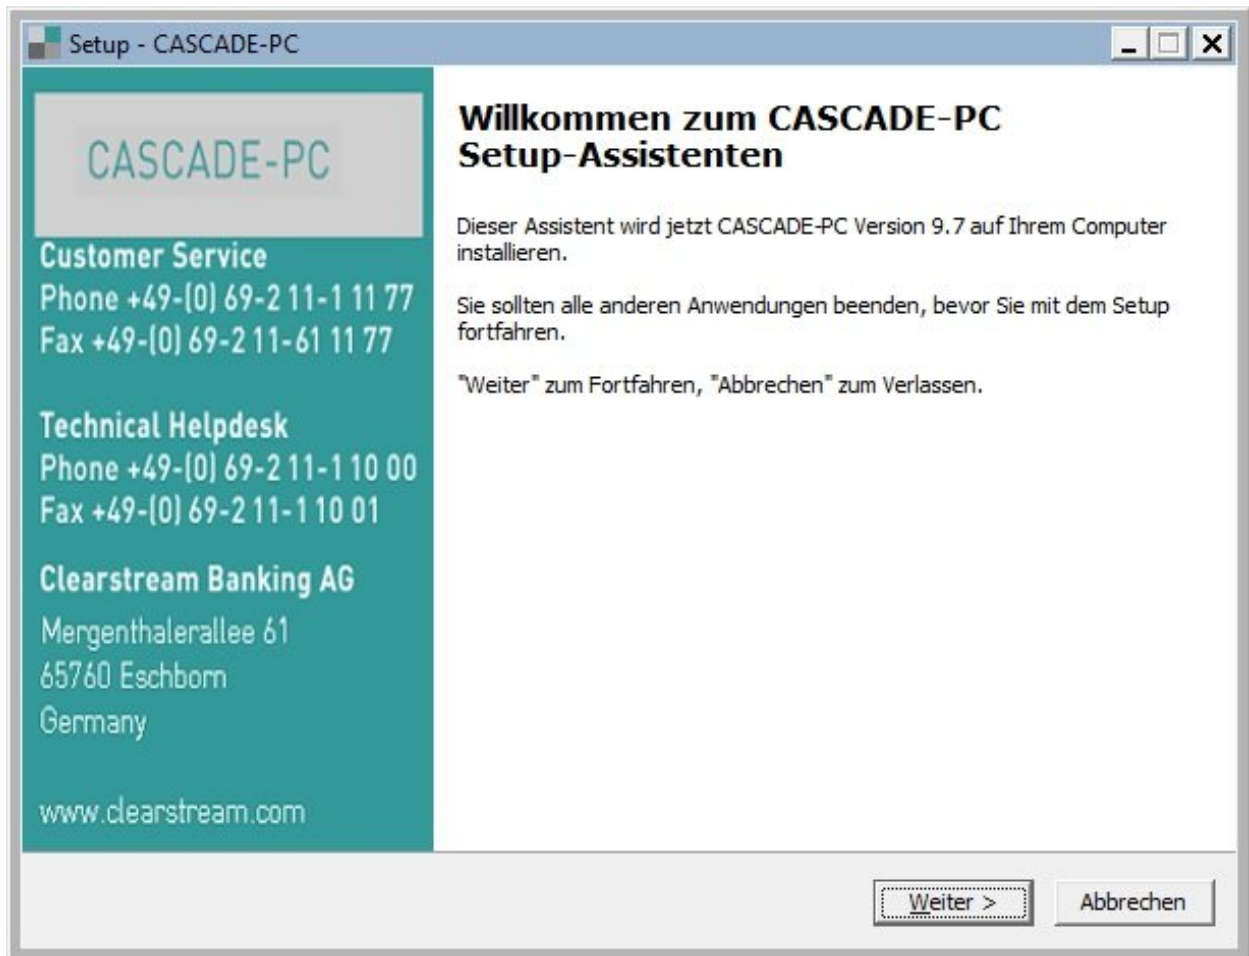 Setup - CASCADE-PC
CASCADE-PC
Customer Service
Phone +49-(0) 69-2 11-1 11 77
Fax +49-(0) 69-2 11-61 11 77
Technical Helpdesk
Phone +49-(0) 69-2 11-1 10 00
Fax +49-(0) 69-2 11-1 10 01
Clearstream Banking AG
Mergenthalerallee 61
65760 Eschborn
Germany
www.clearstream.com
Willkommen zum CASCADE-PC
Setup-Assistenten
Dieser Assistent wird jetzt CASCADE-PC Version 9.7 auf Ihrem Computer
installieren.
Sie sollten alle anderen Anwendungen beenden, bevor Sie mit dem Setup
fortfahren.
"Weiter" zum Fortfahren, "Abbrechen" zum Verlassen.
Weiter >
Abbrechen